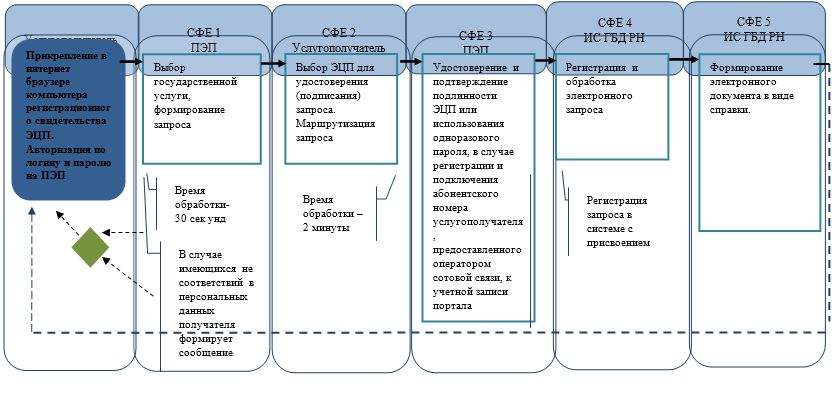 Услугополучатель
Прикрепление в
интернет
браузере
компьютера
регистрационног
о свидетельства
ЭЦП.
Авторизация по
логину и паролю
на ПЭП
СФЕ 1
ПЭП
Выбор
государственной
услуги,
формирование
запроса
Время
обработки-
30 сек унд
В случае
имеющихся не
соответствий в
персональных
данных
получателя
формирует
сообщение
СФЕ 2
Услугополучатель
Выбор ЭЦП для
удостоверения
(подписания)
запроса.
Маршрутизация
запроса
Время
обработки –
2 минуты
СФЕ 3
ПЭП
Удостоверение и
подтверждение
подлинности
ЭЦП или
использования
одноразового
пароля, в случае
регистрации и
подключения
абонентского
номера
услугополучателя
,
предоставленного
оператором
сотовой связи, к
учетной записи
портала
СФЕ 4
ИС ГБД РН
Регистрация и
обработка
электронного
запроса
Регистрация
запроса в
системе с
присвоением
СФЕ 5
ИС ГБД РН
Формирование
электронного
документа в виде
справки.